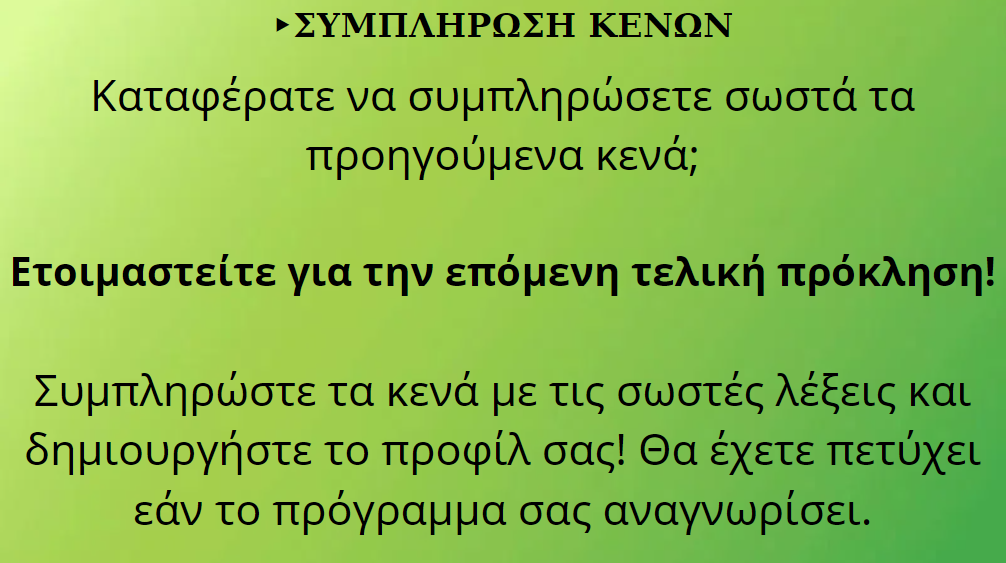 ▸ΣΥΜΠΛΗΡΩΣΗ ΚΕΝΩΝ
Καταφέρατε να συμπληρώσετε σωστά τα
προηγούμενα κενά;
Ετοιμαστείτε για την επόμενη τελική πρόκληση!
Συμπληρώστε τα κενά με τις σωστές λέξεις και
δημιουργήστε το προφίλ σας! Θα έχετε πετύχει
εάν το πρόγραμμα σας αναγνωρίσει.